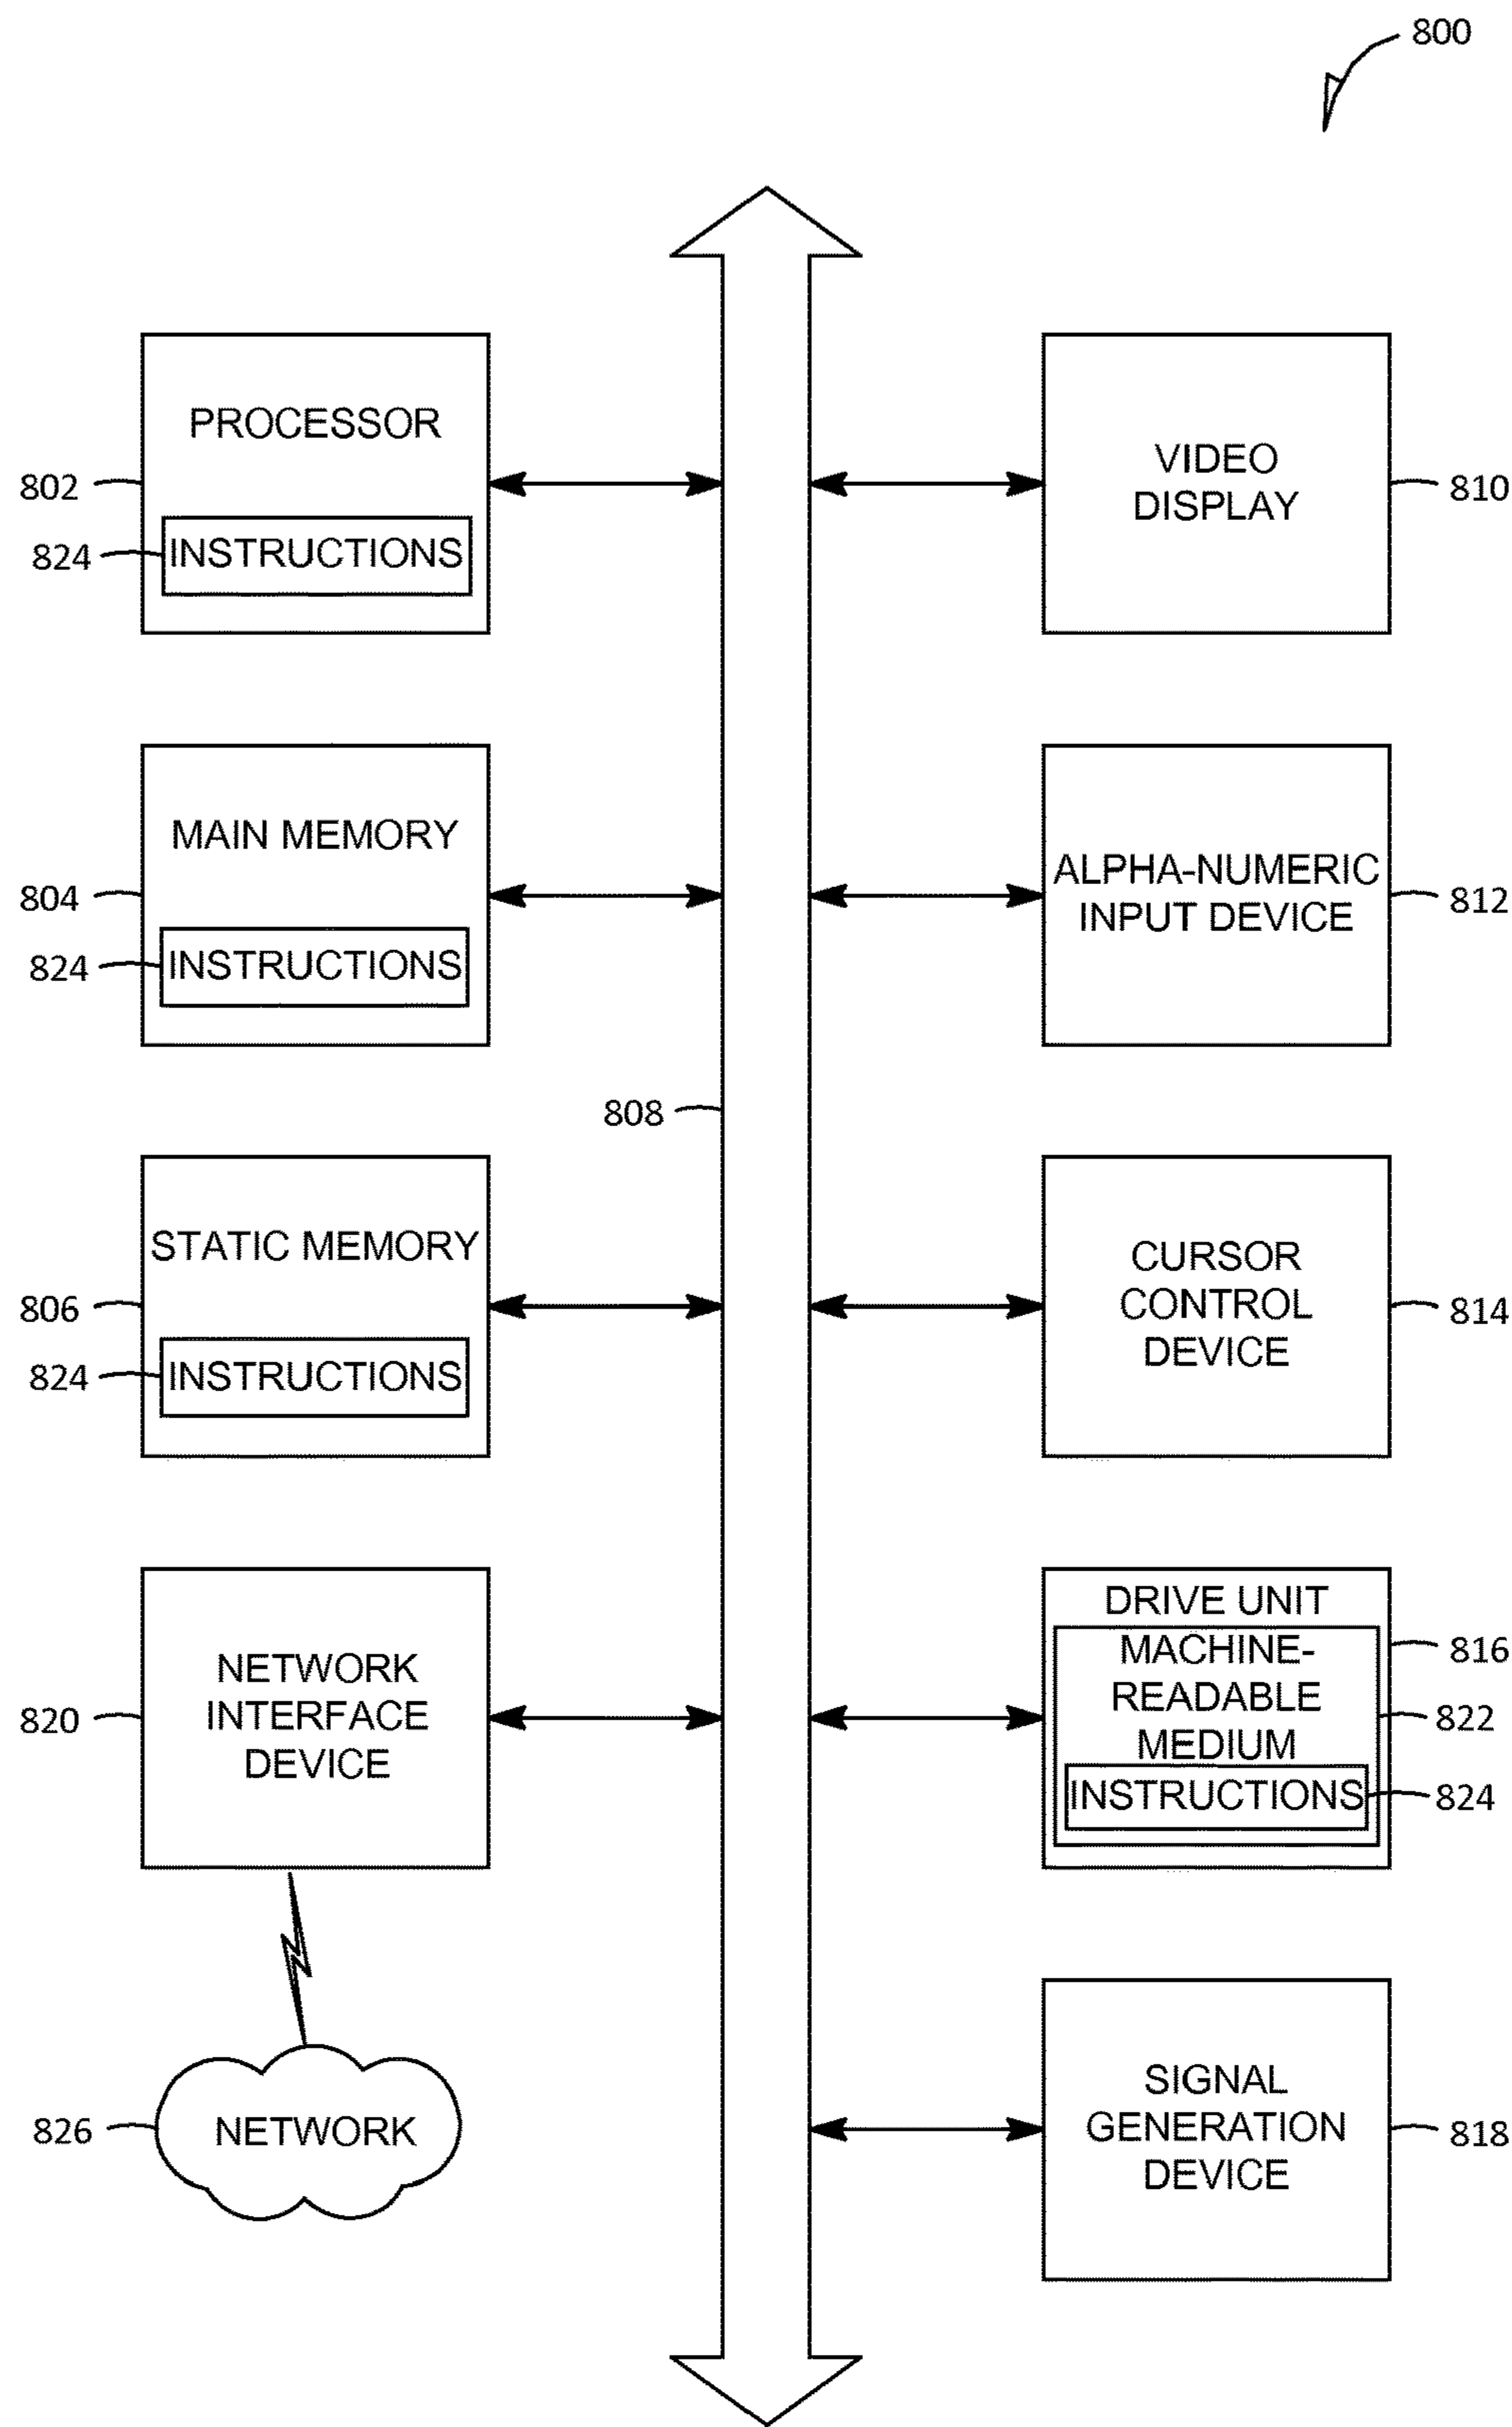 800
PROCESSOR
802
824
INSTRUCTIONS
VIDEO
DISPLAY
810
MAIN MEMORY
804
824
INSTRUCTIONS
ALPHA-NUMERIC
INPUT DEVICE
812
808
STATIC MEMORY
806
824
INSTRUCTIONS
CURSOR
CONTROL
DEVICE
814
NETWORK
INTERFACE
DEVICE
820
DRIVE UNIT
816
MACHINE-
READABLE
MEDIUM
822
INSTRUCTIONS
824
826
NETWORK
SIGNAL
GENERATION
DEVICE
818